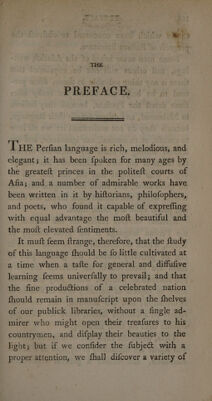 THE
PREFACE.
THE Perſian language is rich, melodious, and
elegant; it has been ſpoken for many ages by
the greateſt princes in the politeſt courts of
Aſia; and a number of admirable works have
been written in it by hiſtorians, philoſophers,
and poets, who found it capable of expreſſing
with equal advantage the moſt beautiful and
the moſt elevated ſentiments.
It muſt ſeem ſtrange, therefore, that the ſtudy
of this language ſhould be ſo little cultivated at
a time when a taſte for general and diffuſive
learning ſeems univerſally to prevail; and that
the fine productions of a celebrated nation
ſhould remain in manuſcript upon the ſhelves
of our publick libraries, without a ſingle ad-
mirer who might open their treaſures to his
countrymen, and diſplay their beauties to the
light; but if we conſider the ſubject with a
proper attention, we ſhall diſcover a variety of